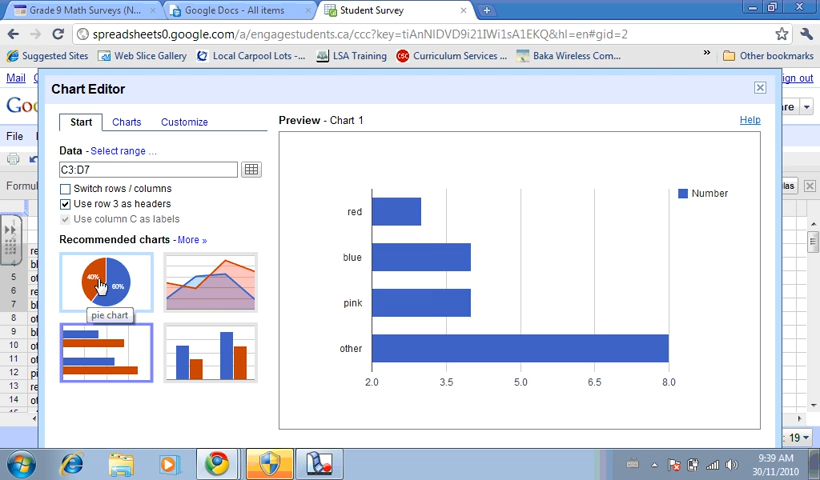 Grade 9 Math Surveys (N...
Google Docs - All items
Student Survey
spreadsheets0.google.com/a/engagestudents.ca/ccc?key=tiAnNIDVD9i21IWi1sA1EKQ&hl=en#gid=2
Suggested Sites
Web Slice Gallery
Local Carpool Lots -...
LSA Training
CSC Curriculum Services ...
Baka Wireless Com...
»
Other bookmarks
Mail
sign out
Goo
File
Formul
Chart Editor
Start
Charts
Customize
Data - Select range ...
C3:D7
Switch rows / columns
Use row 3 as headers
Use column C as labels
Recommended charts - More »
40%
60%
pie chart
Preview - Chart 1
Help
Number
red
blue
pink
other
2.0 3.5 5.0 6.5 8.0
4
5
6
7
8
9
10
11
12
13
14
19
9:39 AM
30/11/2010